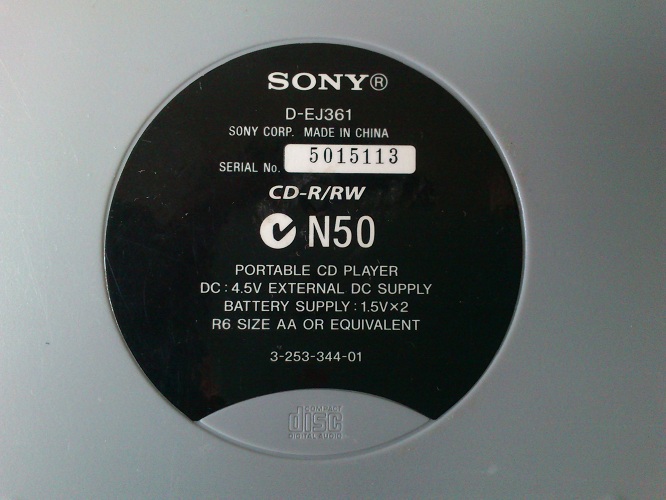 SONY®
D-EJ361
SONY CORP. MADE IN CHINA
SERIAL No. 5015113
CD-R/RW
N50
PORTABLE CD PLAYER
DC : 4.5V EXTERNAL DC SUPPLY
BATTERY SUPPLY : 1.5V×2
R6 SIZE AA OR EQUIVALENT
3-253-344-01
COMPACT
disc
DIGITAL AUDIO